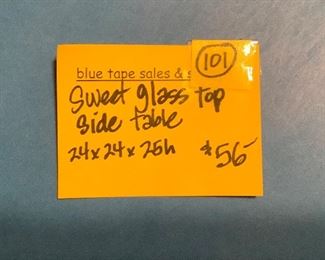 101
blue tape sales & s
Sweet glass top
side table
24x24x25h $56-